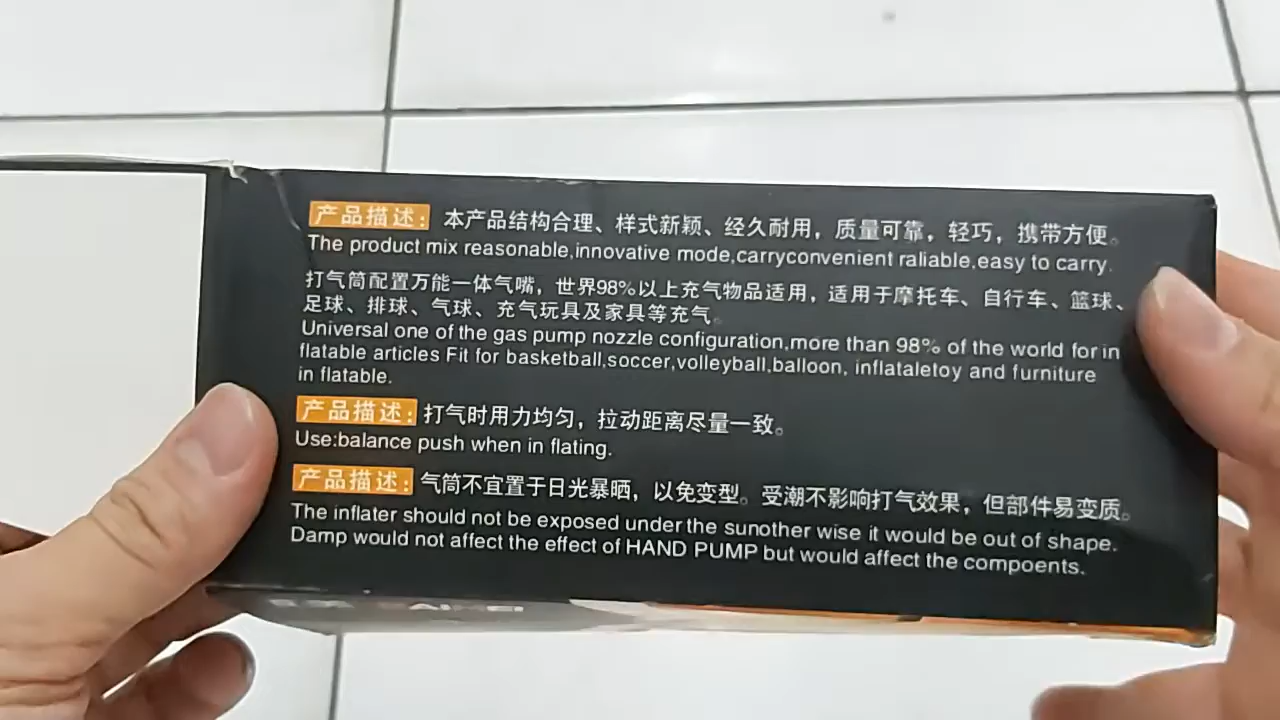 产品描述: 本产品结构合理、样式新颖、经久耐用，质量可靠，轻巧，携带方便。
The product mix reasonable,innovative mode,carryconvenient raliable,easy to carry.
打气筒配置万能一体气嘴，世界98%以上充气物品适用，适用于摩托车、自行车、篮球、
足球、排球、气球、充气玩具及家具等充气。
Universal one of the gas pump nozzle configuration,more than 98% of the world for in
flatable articles Fit for basketball,soccer,volleyball,balloon, inflataletoy and furniture
in flatable.
产品描述: 打气时用力均匀，拉动距离尽量一致。
Use:balance push when in flating.
产品描述: 气筒不宜置于日光暴晒，以免变型。受潮不影响打气效果，但部件易变质。
The inflater should not be exposed under the sunother wise it would be out of shape.
Damp would not affect the effect of HAND PUMP but would affect the compoents.